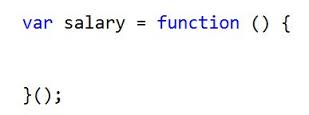 var salary = function () {
}();